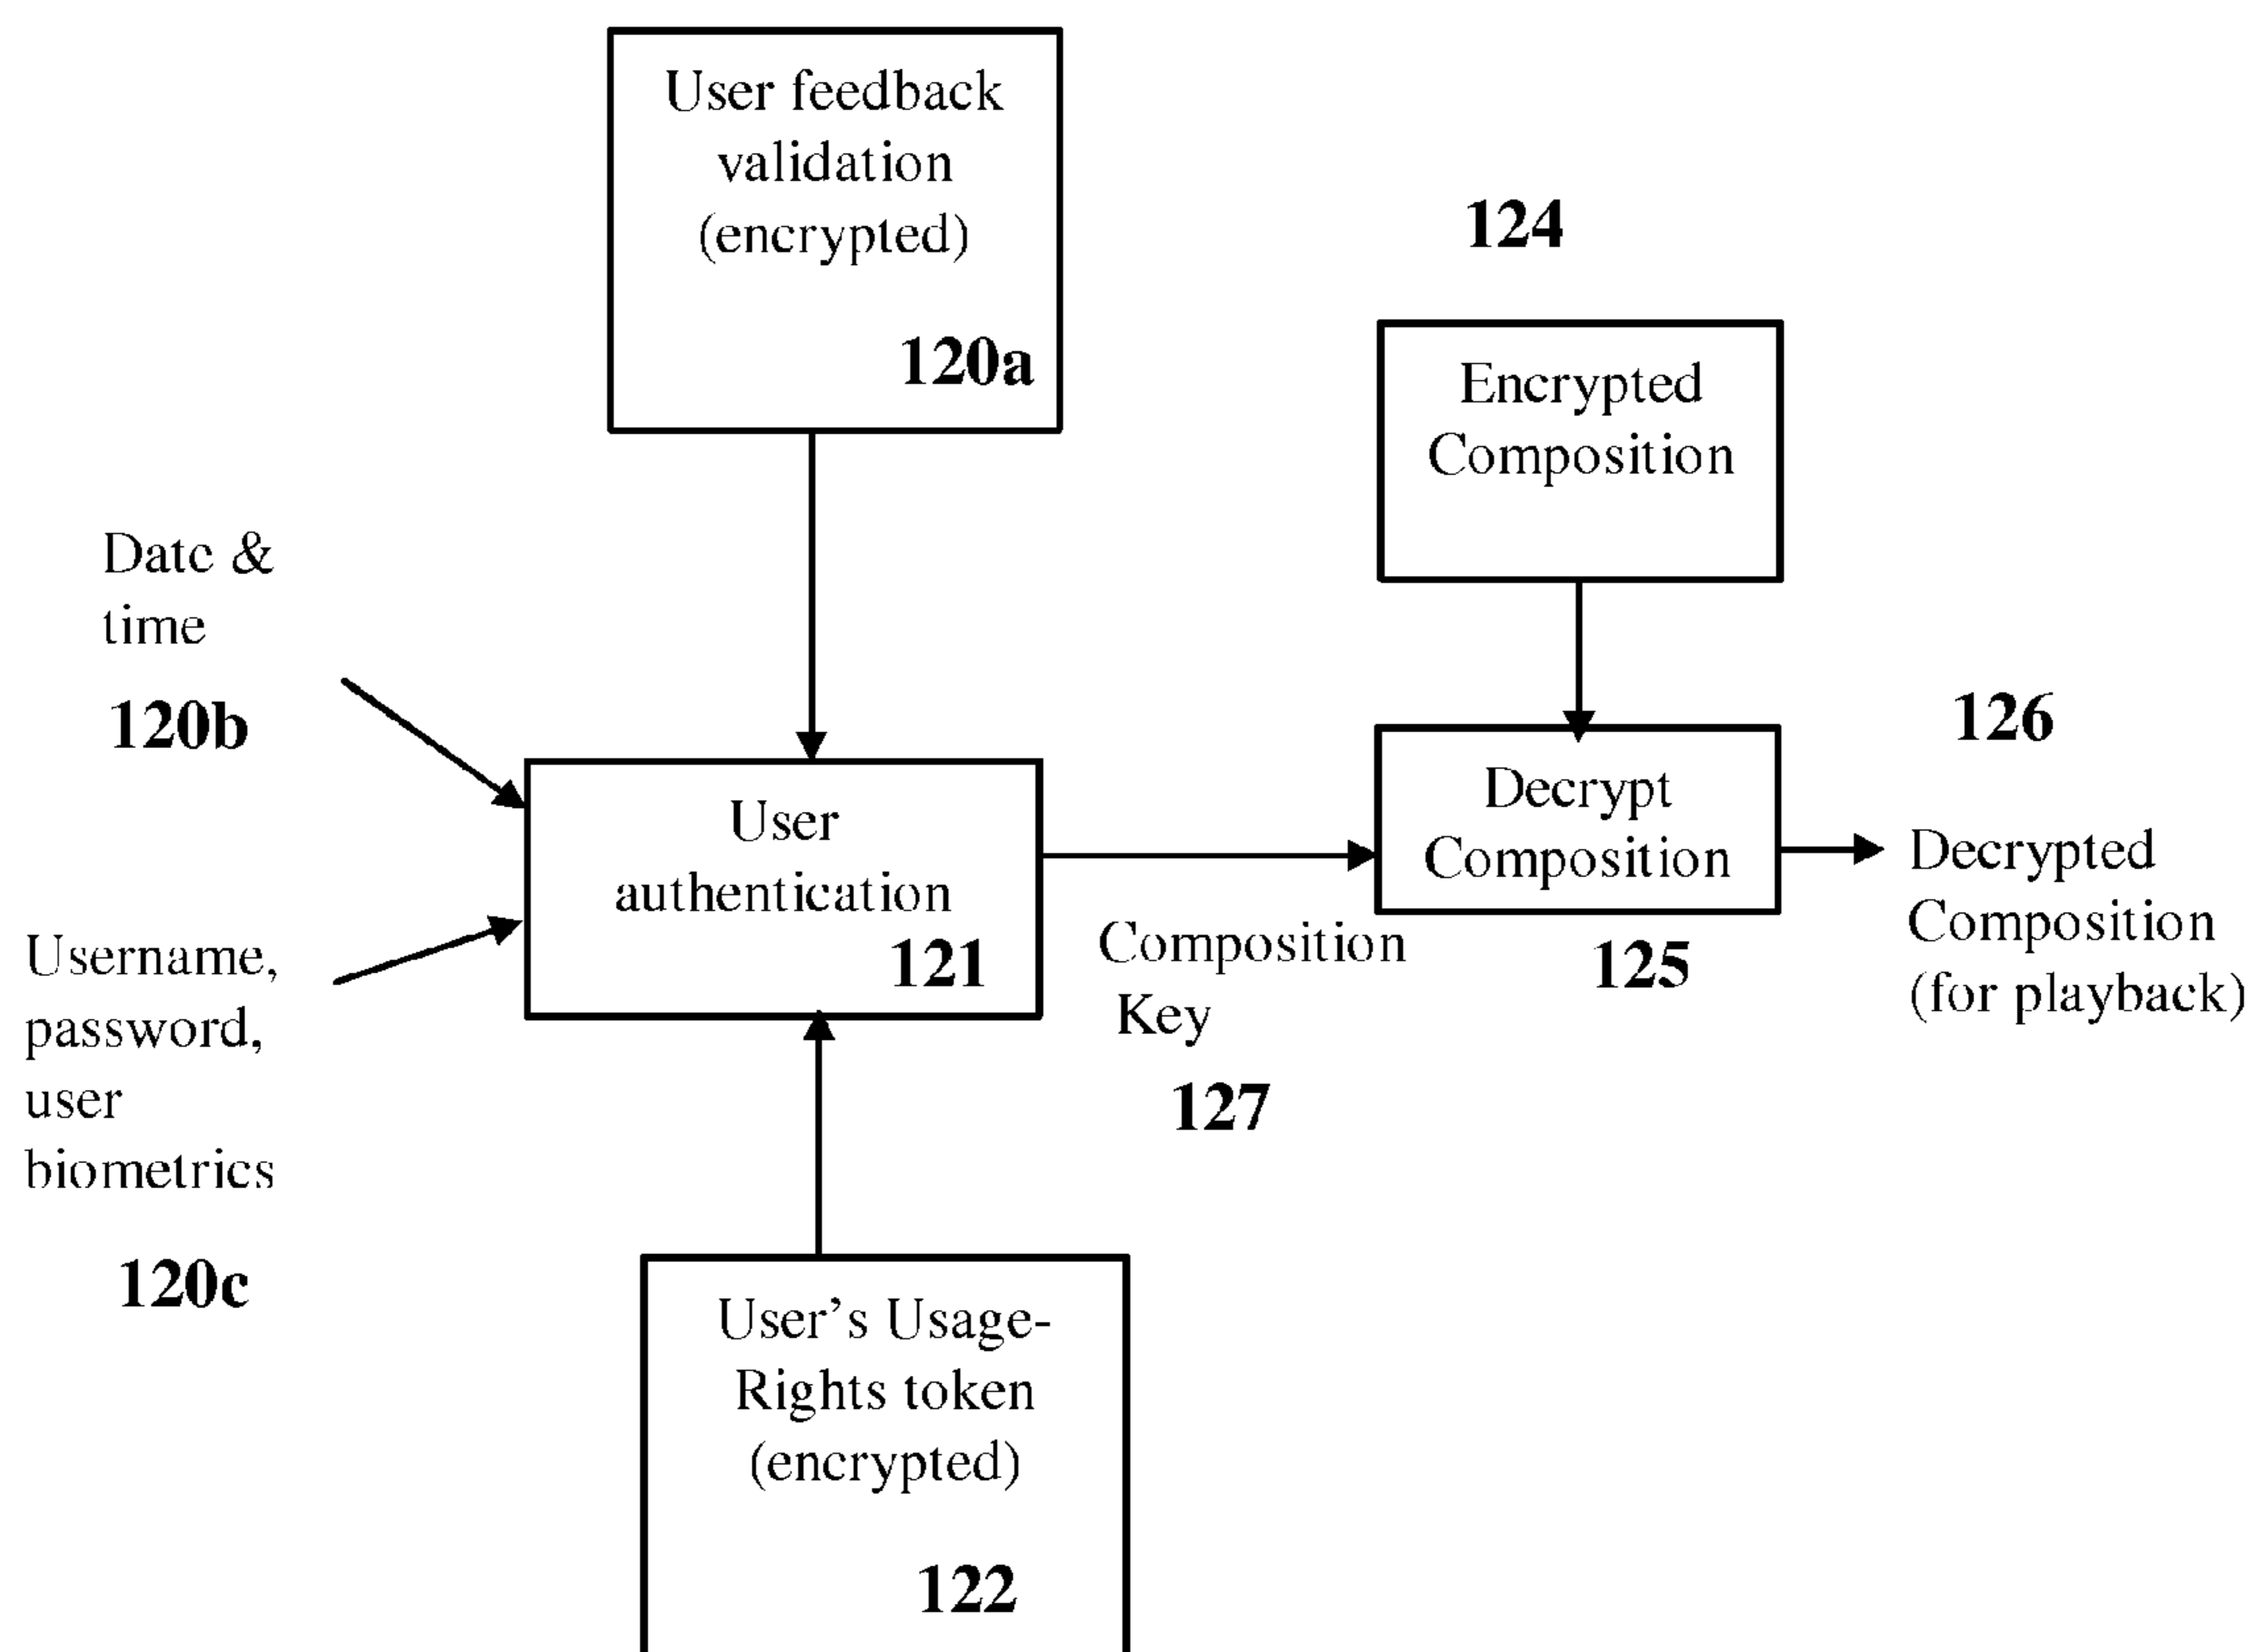 User feedback
validation
(encrypted)
120a
124
Encrypted
Composition
Date &
time
120b
126
User
authentication
121
Decrypt
Composition
125
Decrypted
Composition
(for playback)
Composition
Key
127
Username,
password,
user
biometrics
120c
User's Usage-
Rights token
(encrypted)
122